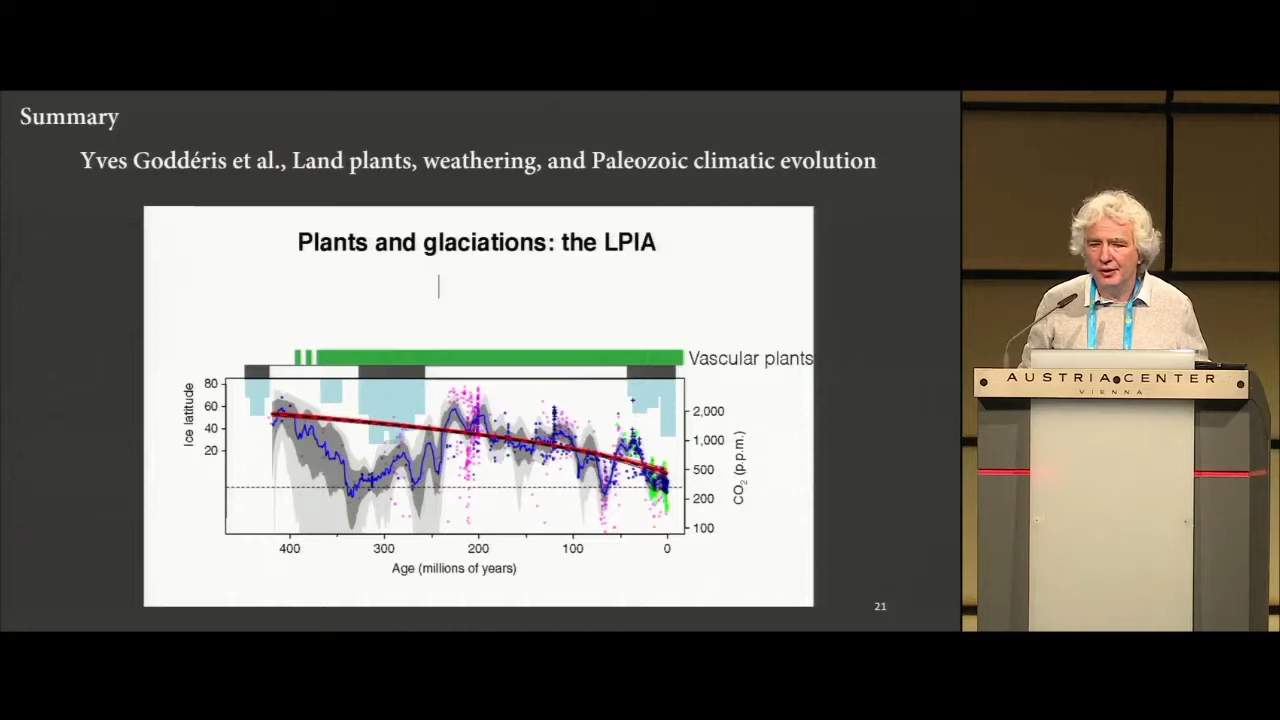 Summary
Yves Goddéris et al., Land plants, weathering, and Paleozoic climatic evolution
Plants and glaciations: the LPIA
Vascular plants
Ice latitude
80
60
40
20
2,000
1,000
500
200
100
CO₂ (p.p.m.)
400
300
200
100
0
Age (millions of years)
21
AUSTRIA CENTER
VIENNA